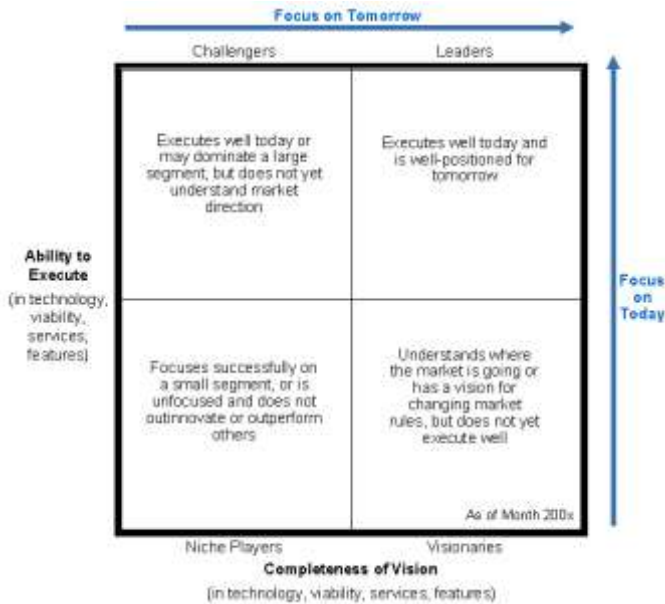 Focus on Tomorrow
Challengers
Leaders
Executes well today or
may dominate a large
segment, but does not yet
understand market
direction
Executes well today and
is well-positioned for
tomorrow
Ability to
Execute
(in technology,
viability,
services,
features)
Focus
on
Today
Focuses successfully on
a small segment, or is
unfocused and does not
outinnovate or outperform
others
Understands where
the market is going or
has a vision for
changing market
rules, but does not yet
execute well
As of Month 200x
Niche Players
Visionaries
Completeness of Vision
(in technology, viability, services, features)